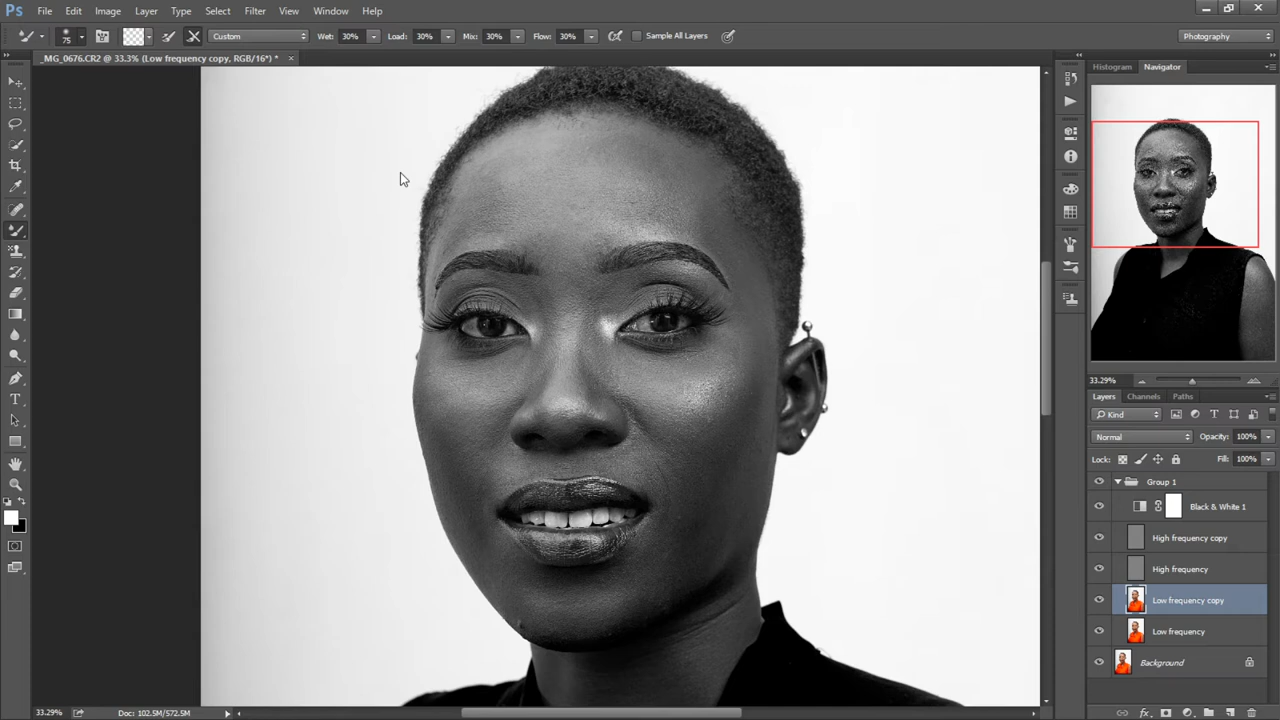 Ps File Edit Image Layer Type Select Filter View Window Help
75 Custom Wet: 30% Load: 30% Mix: 30% Flow: 30% Sample All Layers Photography
_MG_0676.CR2 @ 33.3% (Low frequency copy, RGB/16*) * ×
Histogram Navigator
33.29%
Layers Channels Paths
Kind
Normal Opacity: 100%
Lock: Fill: 100%
Group 1
Black & White 1
High frequency copy
High frequency
Low frequency copy
Low frequency
Background
33.29% Doc: 102.5M/572.5M
fx